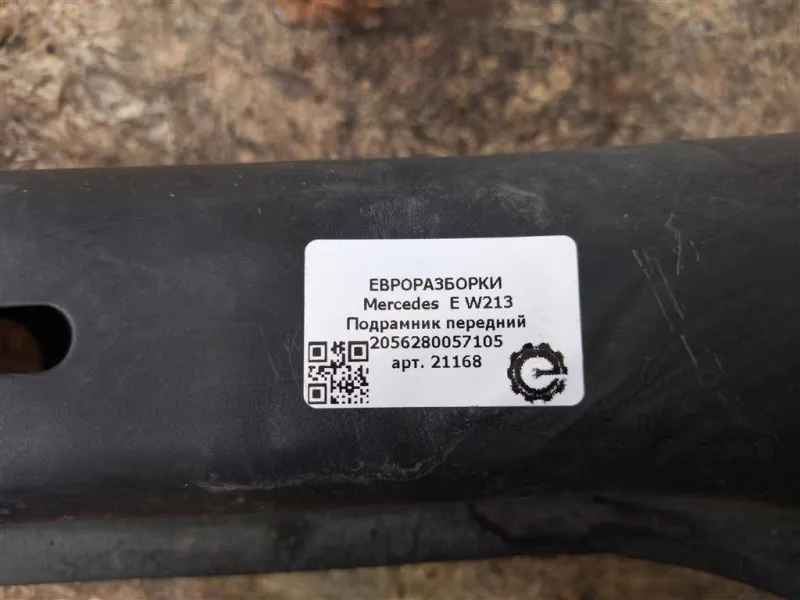 ЕВРОРАЗБОРКИ
Mercedes E W213
Подрамник передний
2056280057105
арт. 21168